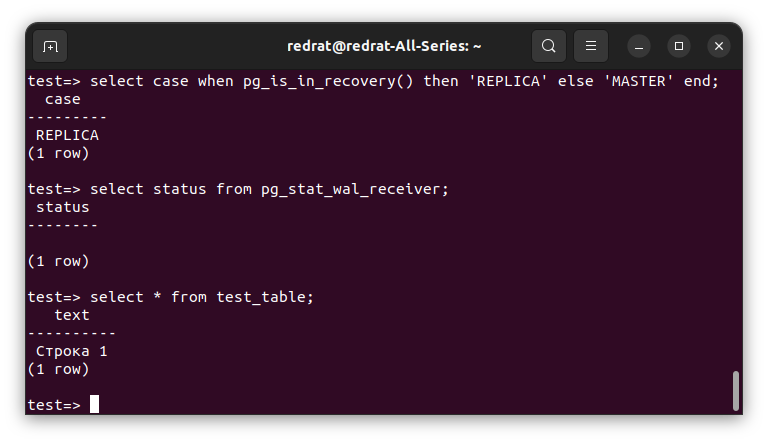 redrat@redrat-All-Series: ~
test=> select case when pg_is_in_recovery() then 'REPLICA' else 'MASTER' end;
  case
---------
 REPLICA
(1 row)

test=> select status from pg_stat_wal_receiver;
 status
--------

(1 row)

test=> select * from test_table;
   text
----------
 Строка 1
(1 row)

test=>